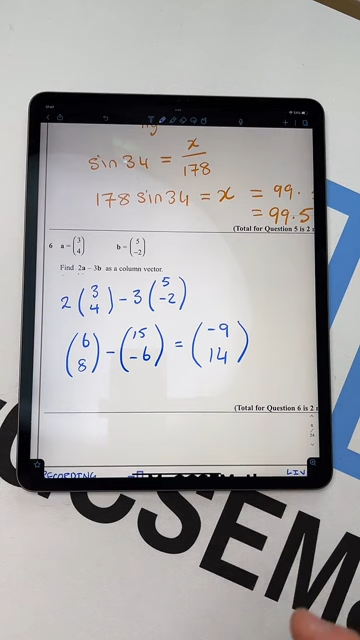 sin 34 = x/178
178 sin 34 = x = 99.
= 99.5
(Total for Question 5 is 2
6 a = (3 4) b = (5 -2)
Find 2a – 3b as a column vector.
2 (3 4) - 3 (5 -2)
(6 8) - (15 -6) = (-9 14)
(Total for Question 6 is 2
RECORDING LIV
GCSEM